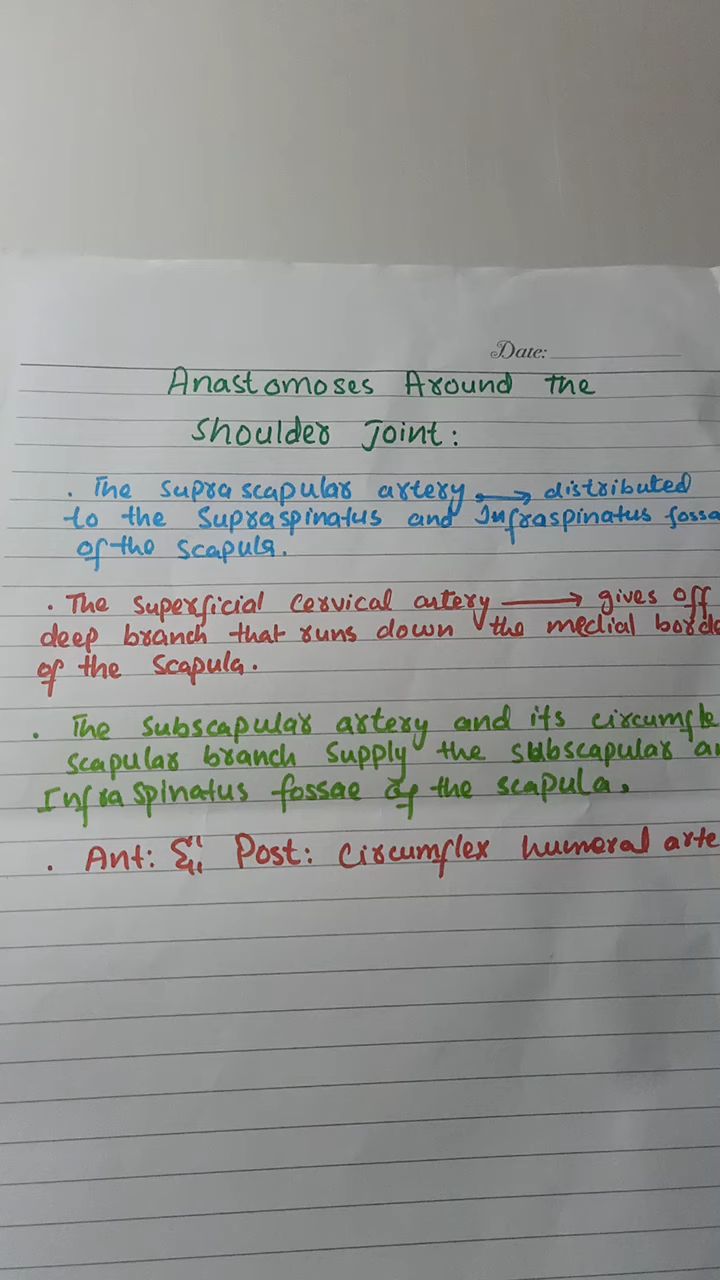 Date:
Anastomoses Around the
Shoulder Joint:
. The suprascapular artery → distributed
to the Supraspinatus and Infraspinatus fossa
of the scapula.
. The superficial cervical artery → gives off
deep branch that runs down the medial borde
of the scapula.
. The subscapular artery and its circumfle
scapular branch supply the subscapular a
Infraspinatus fossae of the scapula.
. Ant: & Post: circumflex humeral arte